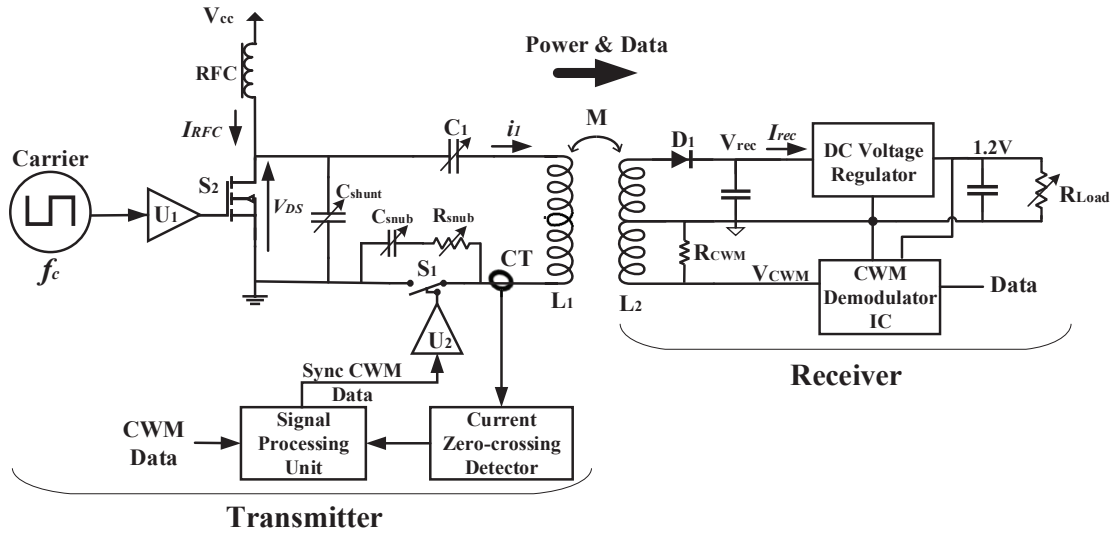 Vcc
RFC
IRFC
Carrier
fc
U1
S2
VDS
Cshunt
C1
i1
Csnub
Rsnub
S1
CT
U2
Sync CWM
Data
CWM
Data
Signal
Processing
Unit
Current
Zero-crossing
Detector
Transmitter
Power & Data
M
L1
L2
D1
Vrec
Irec
DC Voltage
Regulator
1.2V
RLoad
RCWM
VCWM
CWM
Demodulator
IC
Data
Receiver